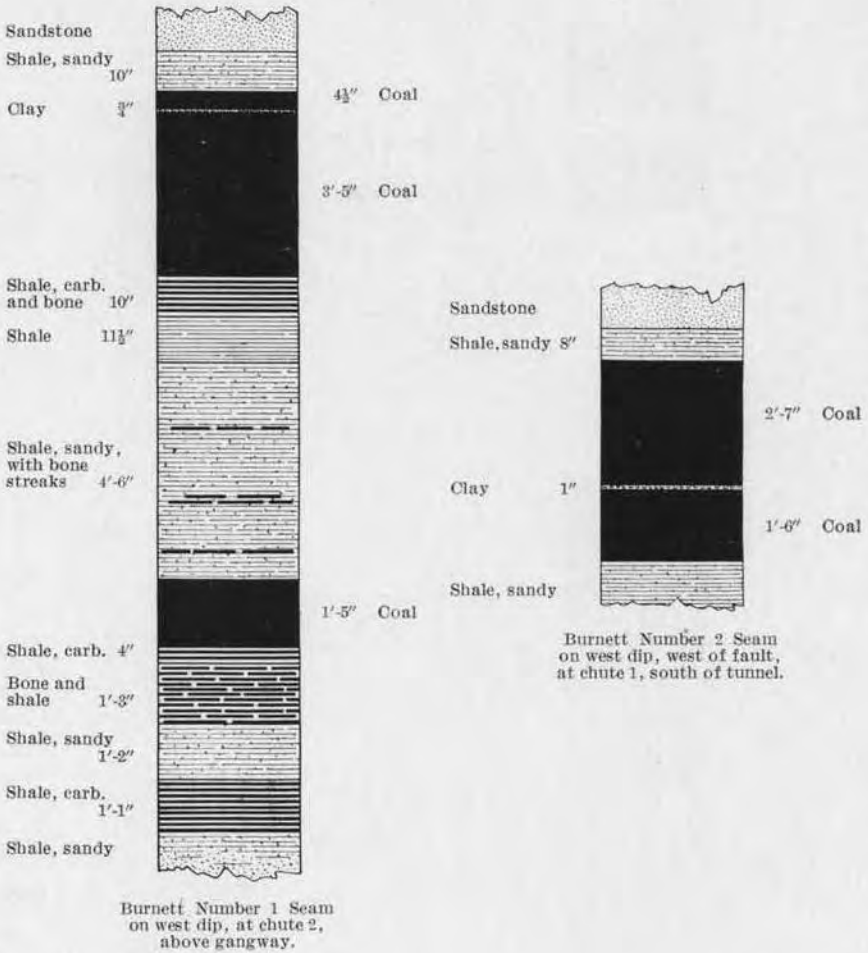 Sandstone
Shale, sandy
10"
4½" Coal
Clay ¾"
3'-5" Coal
Shale, carb.
and bone 10"
Shale 11½"
Shale, sandy,
with bone
streaks 4'-6"
1'-5" Coal
Shale, carb. 4"
Bone and
shale 1'-3"
Shale, sandy
1'-2"
Shale, carb.
1'-1"
Shale, sandy
Burnett Number 1 Seam
on west dip, at chute 2,
above gangway.
Sandstone
Shale, sandy 8"
2'-7" Coal
Clay 1"
1'-6" Coal
Shale, sandy
Burnett Number 2 Seam
on west dip, west of fault,
at chute 1, south of tunnel.